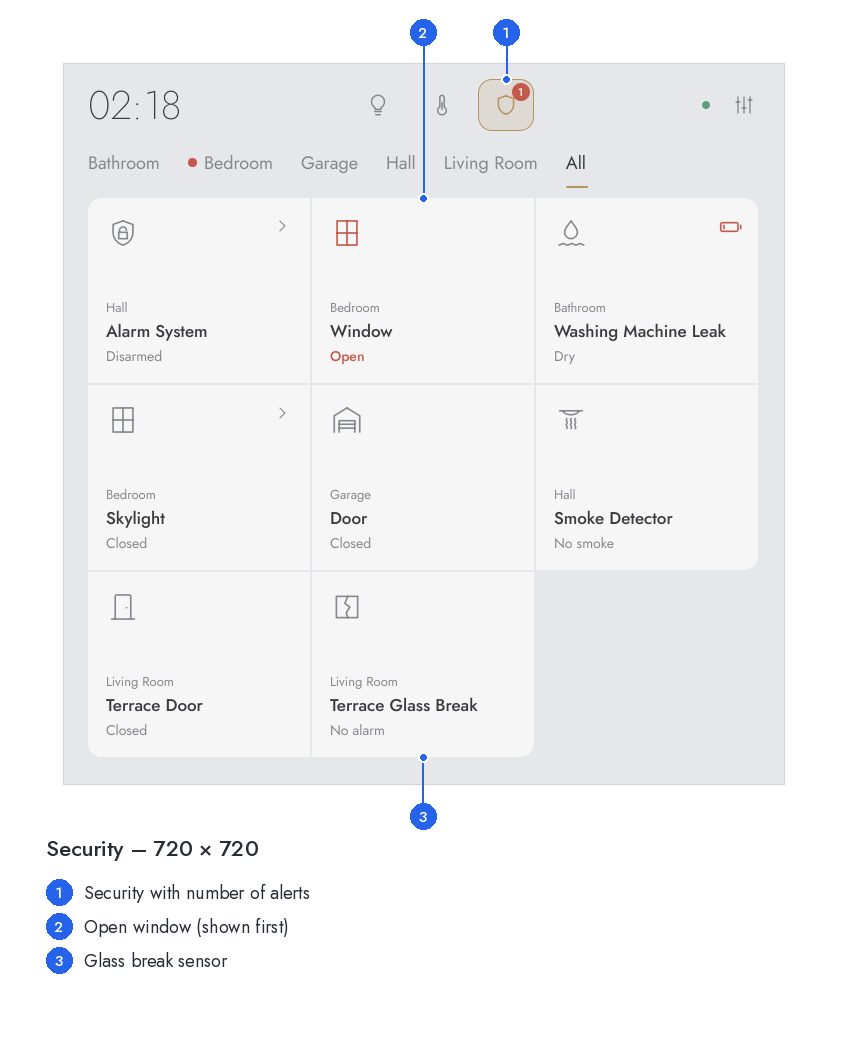 2 1
02:18 1
Bathroom Bedroom Garage Hall Living Room All
Hall
Alarm System
Disarmed
Bedroom
Window
Open
Bathroom
Washing Machine Leak
Dry
Bedroom
Skylight
Closed
Garage
Door
Closed
Hall
Smoke Detector
No smoke
Living Room
Terrace Door
Closed
Living Room
Terrace Glass Break
No alarm
3
Security – 720 × 720
1 Security with number of alerts
2 Open window (shown first)
3 Glass break sensor